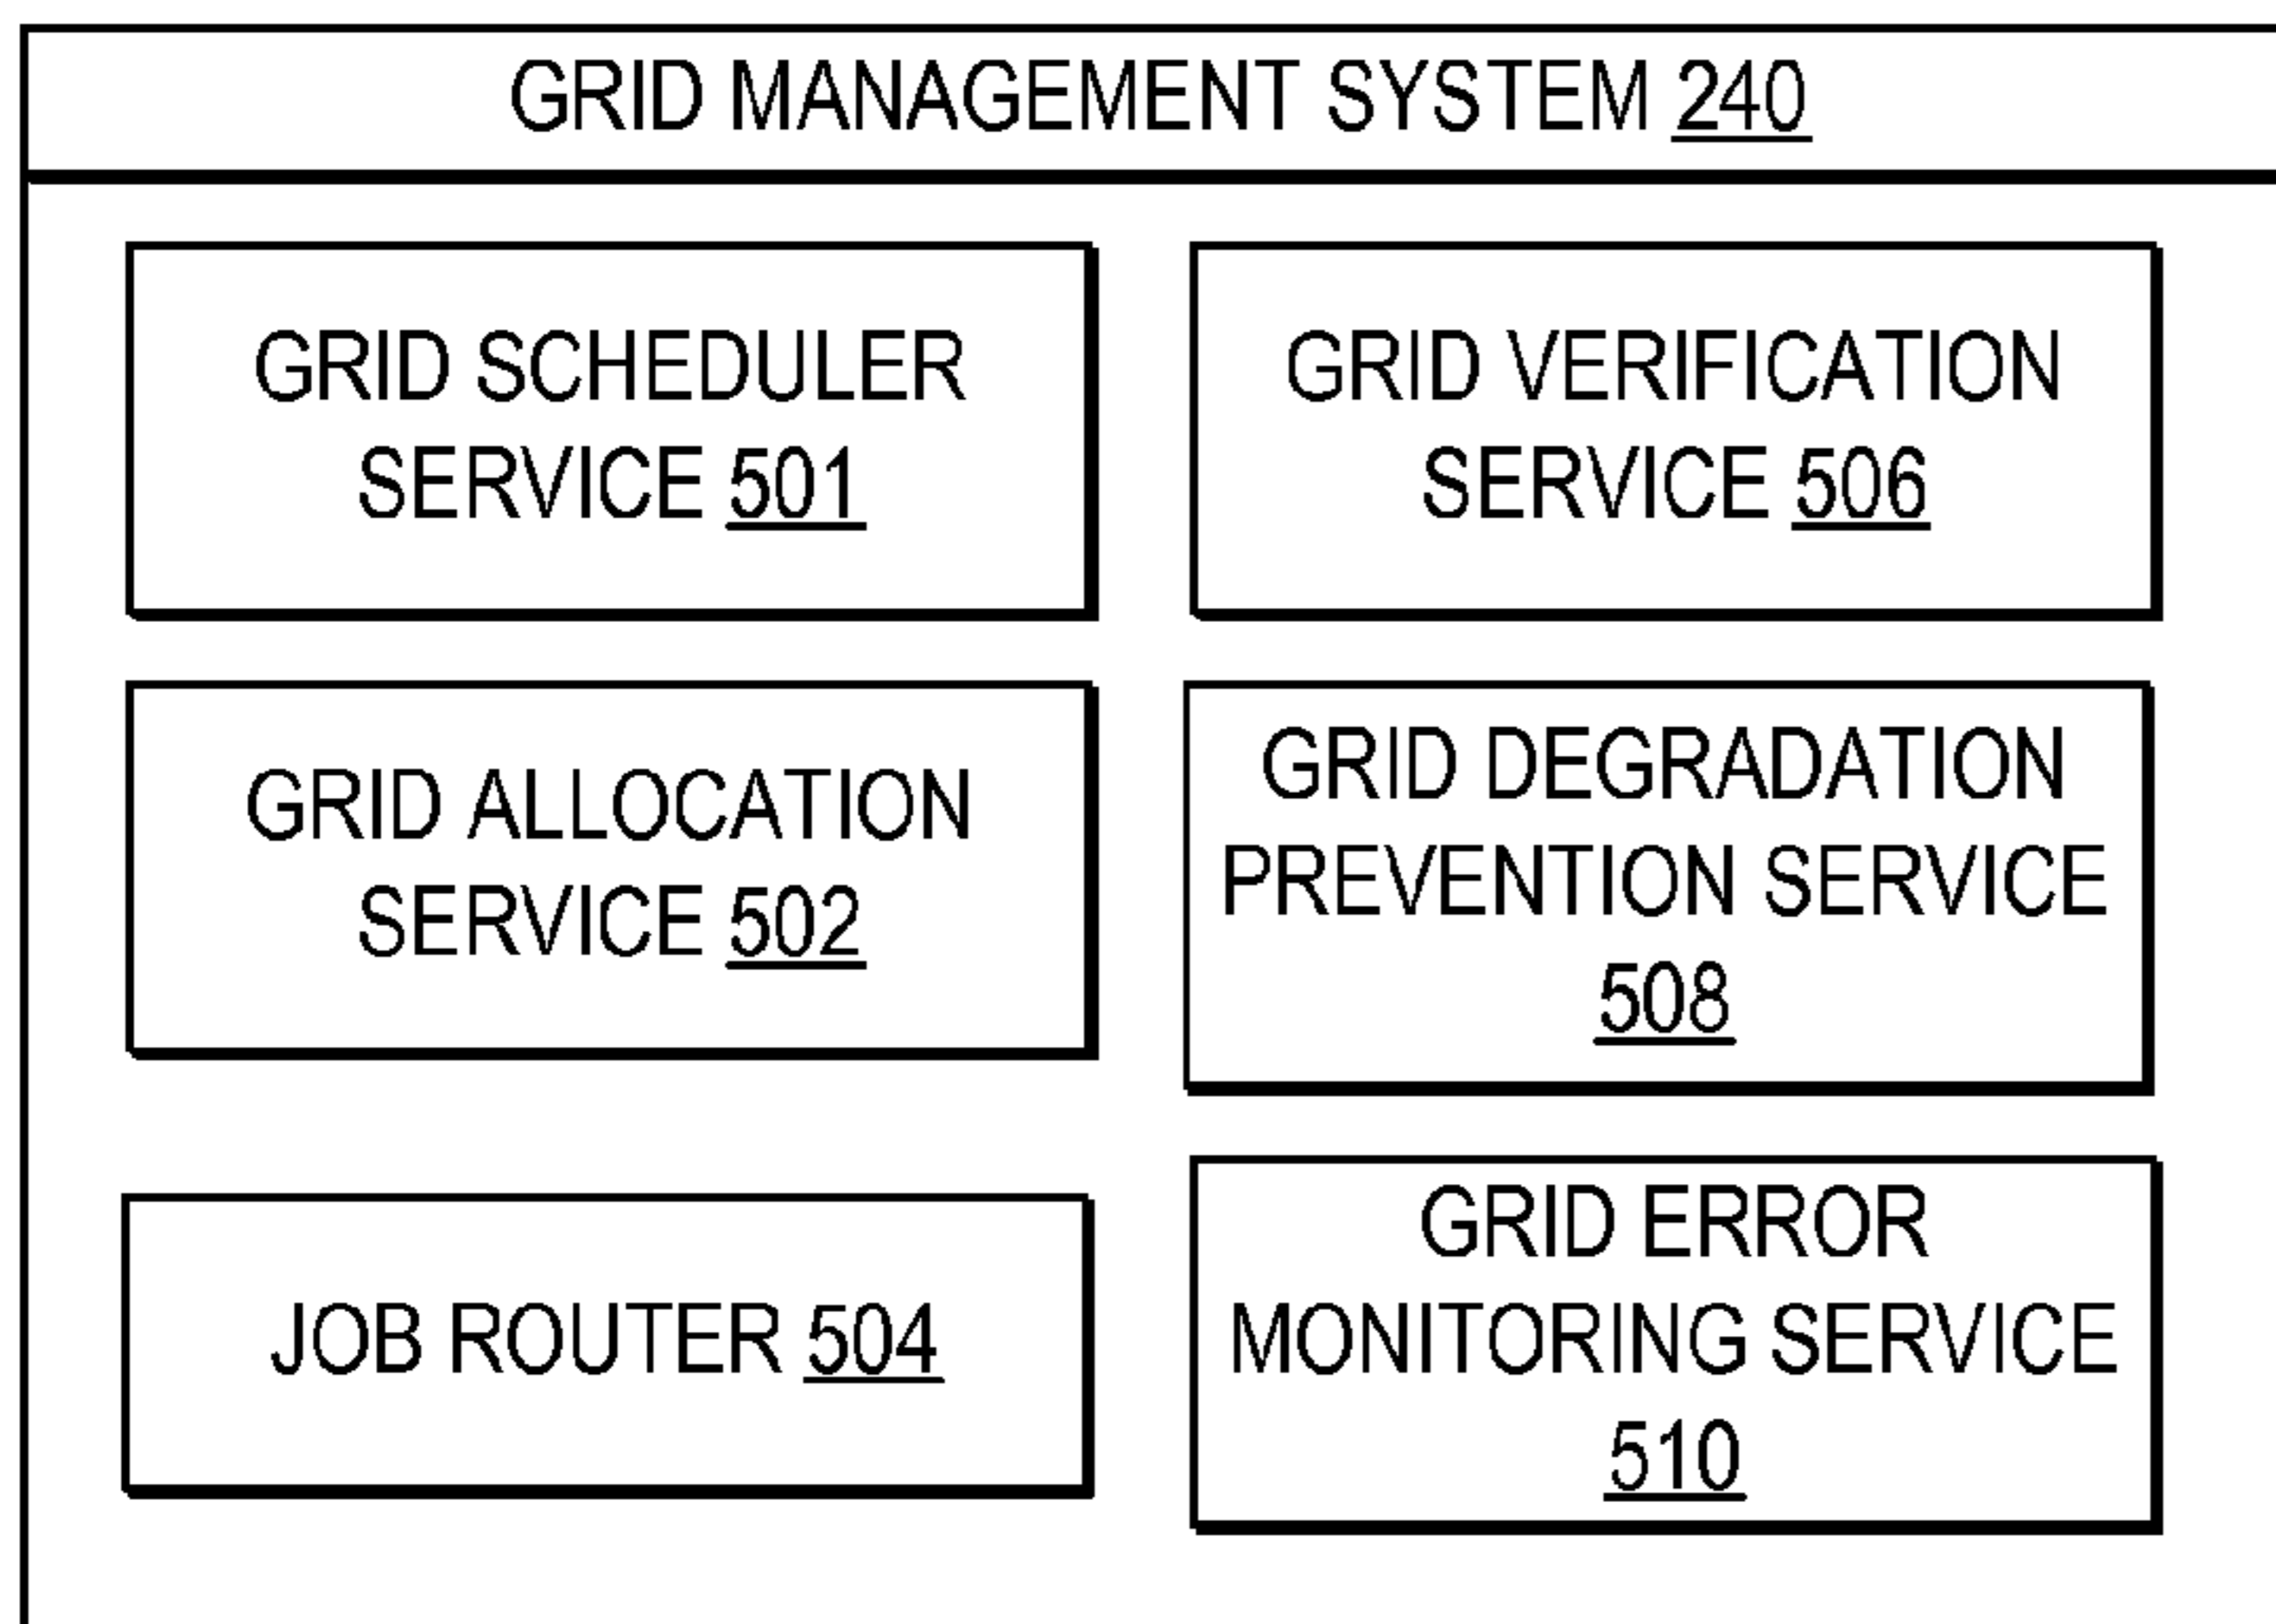 GRID MANAGEMENT SYSTEM 240
GRID SCHEDULER
SERVICE 501
GRID VERIFICATION
SERVICE 506
GRID ALLOCATION
SERVICE 502
GRID DEGRADATION
PREVENTION SERVICE
508
JOB ROUTER 504
GRID ERROR
MONITORING SERVICE
510